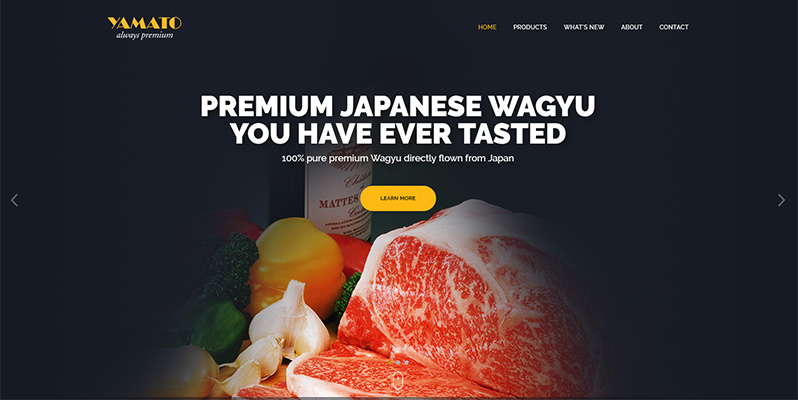 YAMATO
always premium
HOME PRODUCTS WHAT'S NEW ABOUT CONTACT
PREMIUM JAPANESE WAGYU
YOU HAVE EVER TASTED
100% pure premium Wagyu directly flown from Japan
LEARN MORE
MATTES